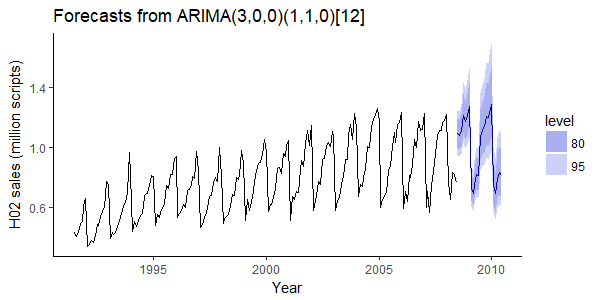 Forecasts from ARIMA(3,0,0)(1,1,0)[12]
H02 sales (million scripts)
1.4
1.0
0.6
1995
2000
2005
2010
Year
level
80
95